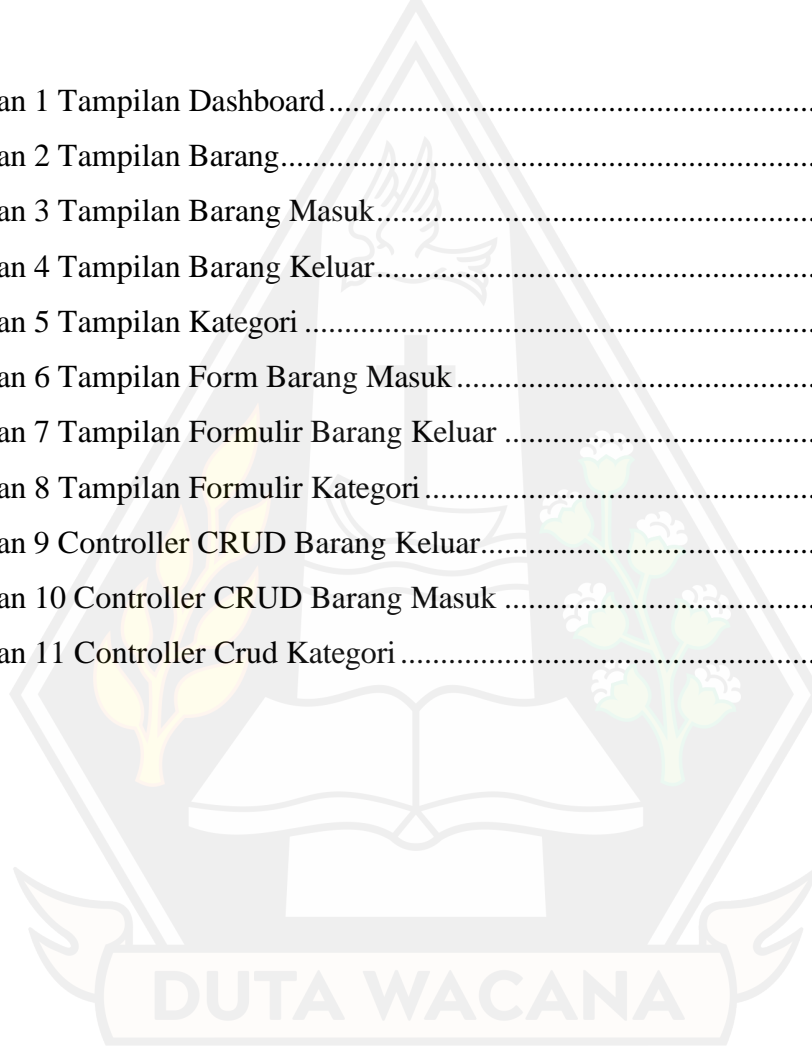 an 1 Tampilan Dashboard........................................................
an 2 Tampilan Barang........................................................
an 3 Tampilan Barang Masuk........................................................
an 4 Tampilan Barang Keluar........................................................
an 5 Tampilan Kategori ........................................................
an 6 Tampilan Form Barang Masuk........................................................
an 7 Tampilan Formulir Barang Keluar ........................................................
an 8 Tampilan Formulir Kategori........................................................
an 9 Controller CRUD Barang Keluar........................................................
an 10 Controller CRUD Barang Masuk ........................................................
an 11 Controller Crud Kategori........................................................
DUTA WACANA